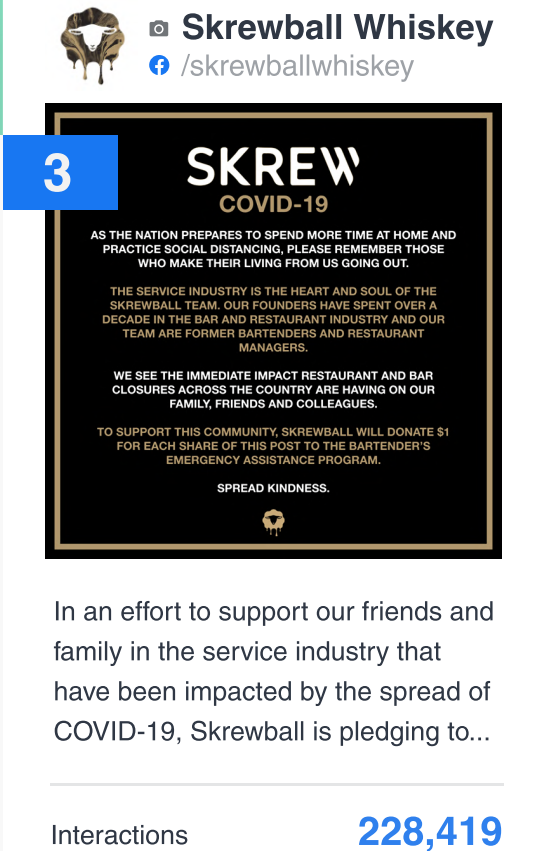 Skrewball Whiskey
/skrewballwhiskey
3
SKREW
COVID-19
AS THE NATION PREPARES TO SPEND MORE TIME AT HOME AND
PRACTICE SOCIAL DISTANCING, PLEASE REMEMBER THOSE
WHO MAKE THEIR LIVING FROM US GOING OUT.
THE SERVICE INDUSTRY IS THE HEART AND SOUL OF THE
SKREWBALL TEAM. OUR FOUNDERS HAVE SPENT OVER A
DECADE IN THE BAR AND RESTAURANT INDUSTRY AND OUR
TEAM ARE FORMER BARTENDERS AND RESTAURANT
MANAGERS.
WE SEE THE IMMEDIATE IMPACT RESTAURANT AND BAR
CLOSURES ACROSS THE COUNTRY ARE HAVING ON OUR
FAMILY, FRIENDS AND COLLEAGUES.
TO SUPPORT THIS COMMUNITY, SKREWBALL WILL DONATE $1
FOR EACH SHARE OF THIS POST TO THE BARTENDER'S
EMERGENCY ASSISTANCE PROGRAM.
SPREAD KINDNESS.
In an effort to support our friends and
family in the service industry that
have been impacted by the spread of
COVID-19, Skrewball is pledging to...
Interactions 228,419